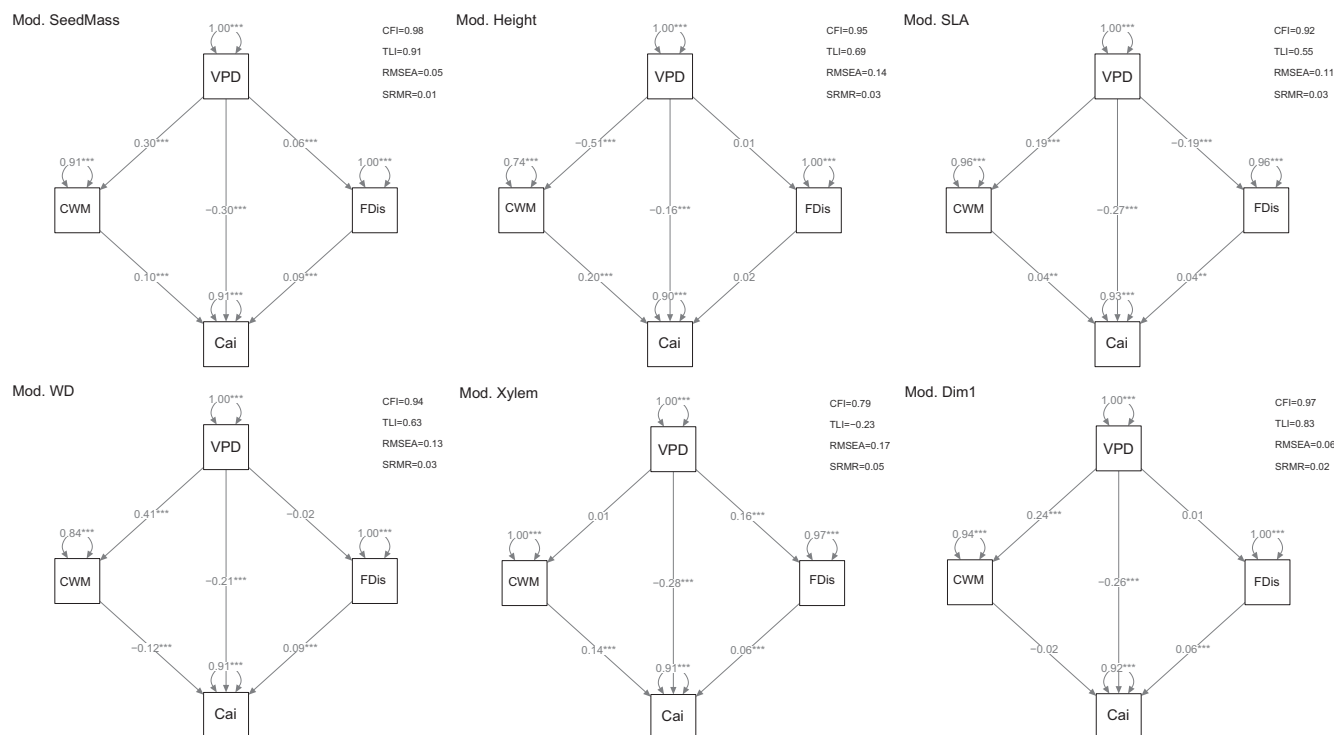 Mod. SeedMass
1.00***
CFI=0.98
TLI=0.91
RMSEA=0.05
SRMR=0.01
VPD
0.30***
0.06***
0.91***
1.00***
CWM
−0.30***
FDis
0.10***
0.09***
0.91***
Cai
Mod. Height
1.00***
CFI=0.95
TLI=0.69
RMSEA=0.14
SRMR=0.03
VPD
−0.51***
0.01
0.74***
1.00***
CWM
−0.16***
FDis
0.20***
0.02
0.90***
Cai
Mod. SLA
1.00***
CFI=0.92
TLI=0.55
RMSEA=0.11
SRMR=0.03
VPD
0.19***
−0.19***
0.96***
0.96***
CWM
−0.27***
FDis
0.04**
0.04**
0.93***
Cai
Mod. WD
1.00***
CFI=0.94
TLI=0.63
RMSEA=0.13
SRMR=0.03
VPD
0.41***
−0.02
0.84***
1.00***
CWM
−0.21***
FDis
−0.12***
0.09***
0.91***
Cai
Mod. Xylem
1.00***
CFI=0.79
TLI=−0.23
RMSEA=0.17
SRMR=0.05
VPD
0.01
0.16***
1.00***
0.97***
CWM
−0.28***
FDis
0.14***
0.06***
0.91***
Cai
Mod. Dim1
1.00***
CFI=0.97
TLI=0.83
RMSEA=0.06
SRMR=0.02
VPD
0.24***
0.01
0.94***
1.00***
CWM
−0.26***
FDis
−0.02
0.06***
0.92***
Cai